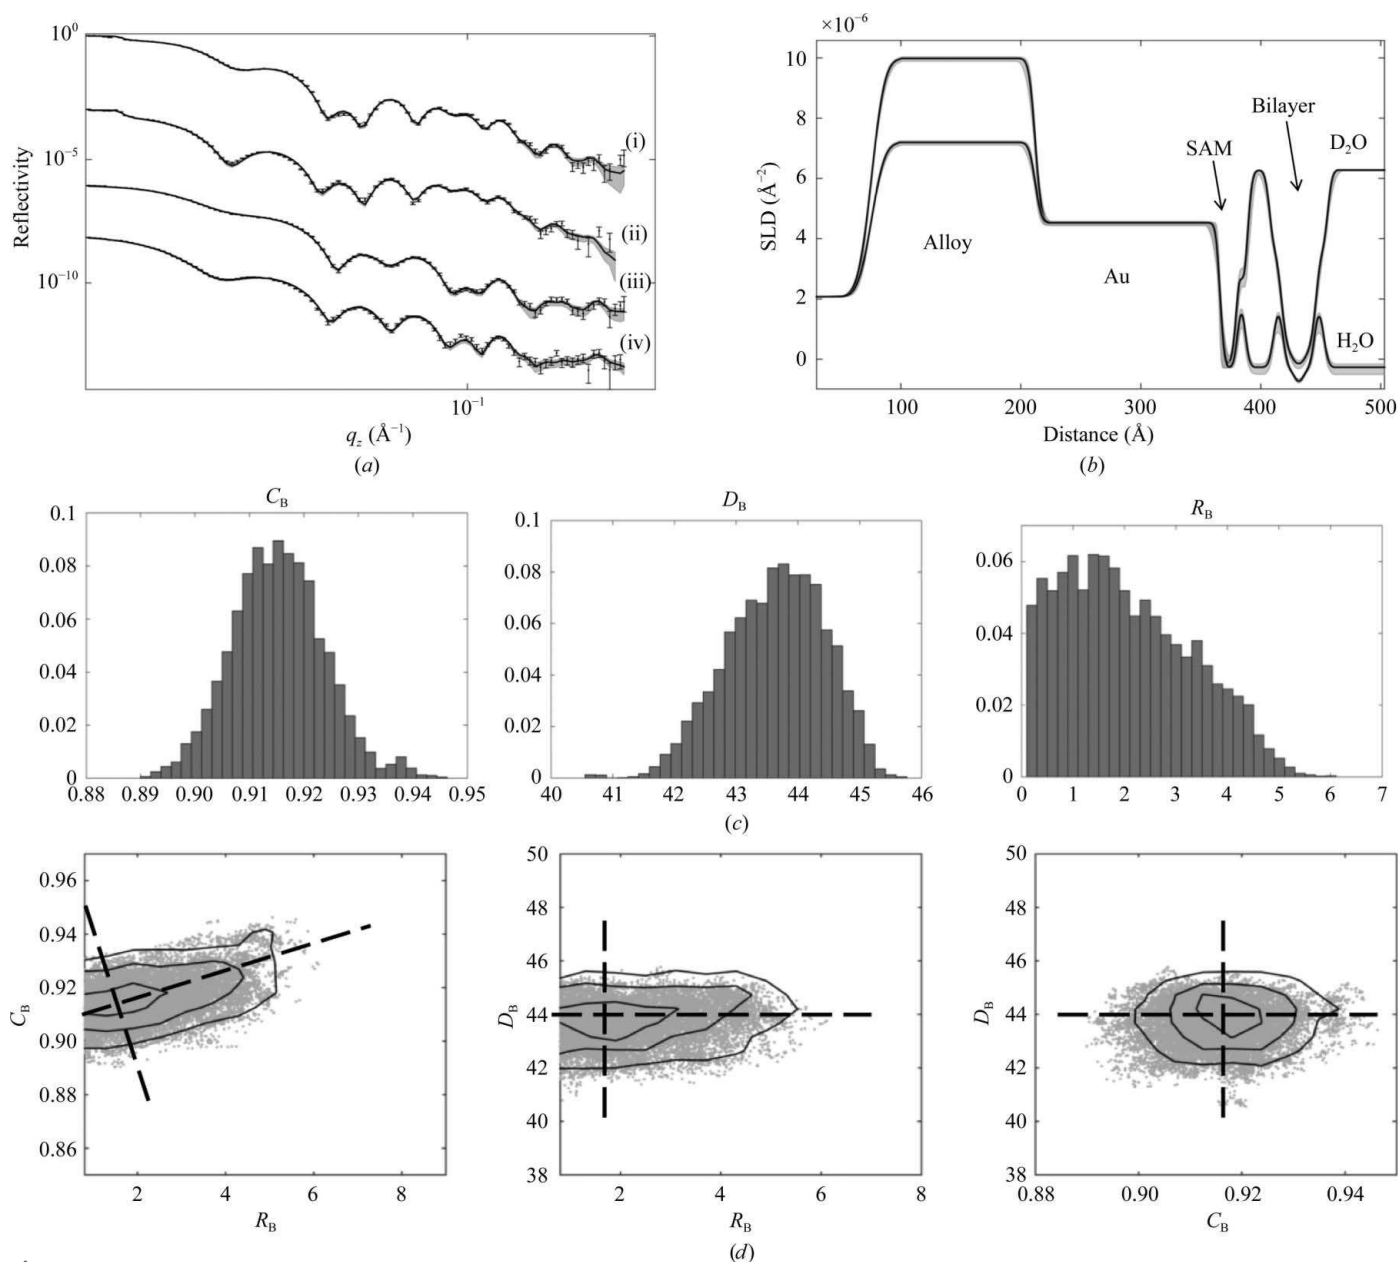 10⁰
10⁻⁵
10⁻¹⁰
Reflectivity
(i)
(ii)
(iii)
(iv)
10⁻¹
q_z (Å⁻¹)
(a)
×10⁻⁶
10
8
6
4
2
0
SLD (Å⁻²)
Bilayer
SAM
D₂O
Alloy
Au
H₂O
100 200 300 400 500
Distance (Å)
(b)
C_B
0.1
0.08
0.06
0.04
0.02
0
0.88 0.89 0.90 0.91 0.92 0.93 0.94 0.95
D_B
0.1
0.08
0.06
0.04
0.02
0
40 41 42 43 44 45 46
R_B
0.06
0.04
0.02
0
0 1 2 3 4 5 6 7
(c)
0.96
0.94
0.92
0.90
0.88
0.86
C_B
2 4 6 8
R_B
50
48
46
44
42
40
38
D_B
2 4 6 8
R_B
50
48
46
44
42
40
38
D_B
0.88 0.90 0.92 0.94
C_B
(d)